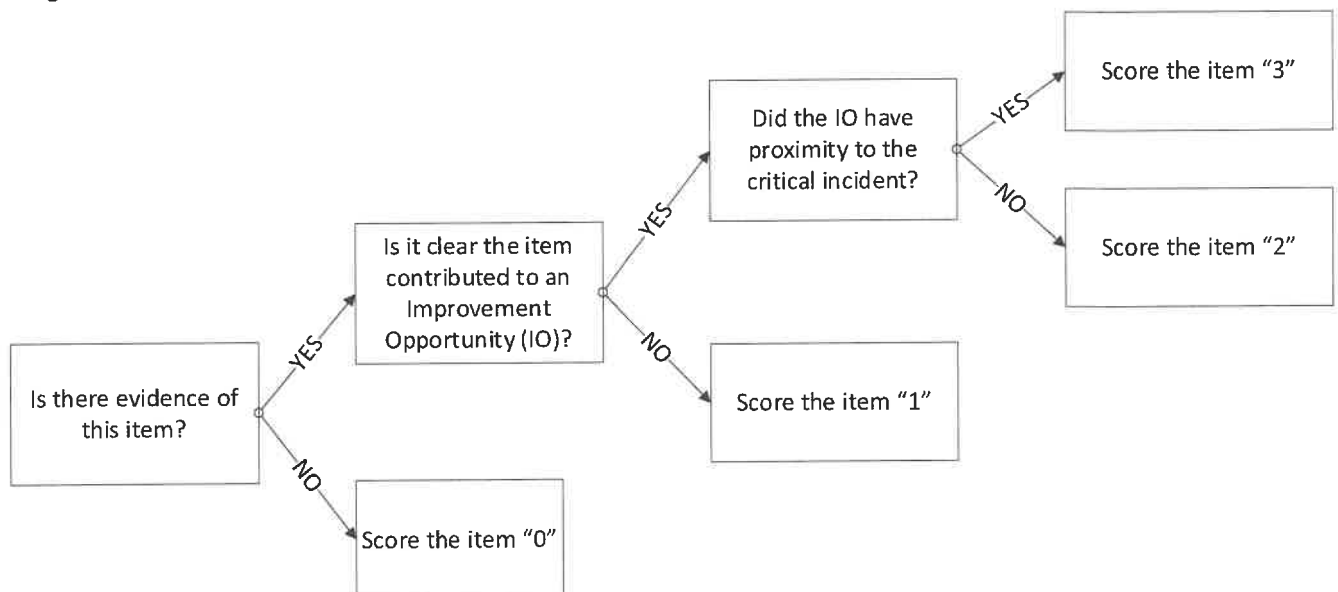 Score the item “3”
Did the IO have
proximity to the
critical incident?
YES
NO
Score the item “2”
Is it clear the item
contributed to an
Improvement
Opportunity (IO)?
YES
NO
Score the item “1”
Is there evidence of
this item?
YES
NO
Score the item “0”